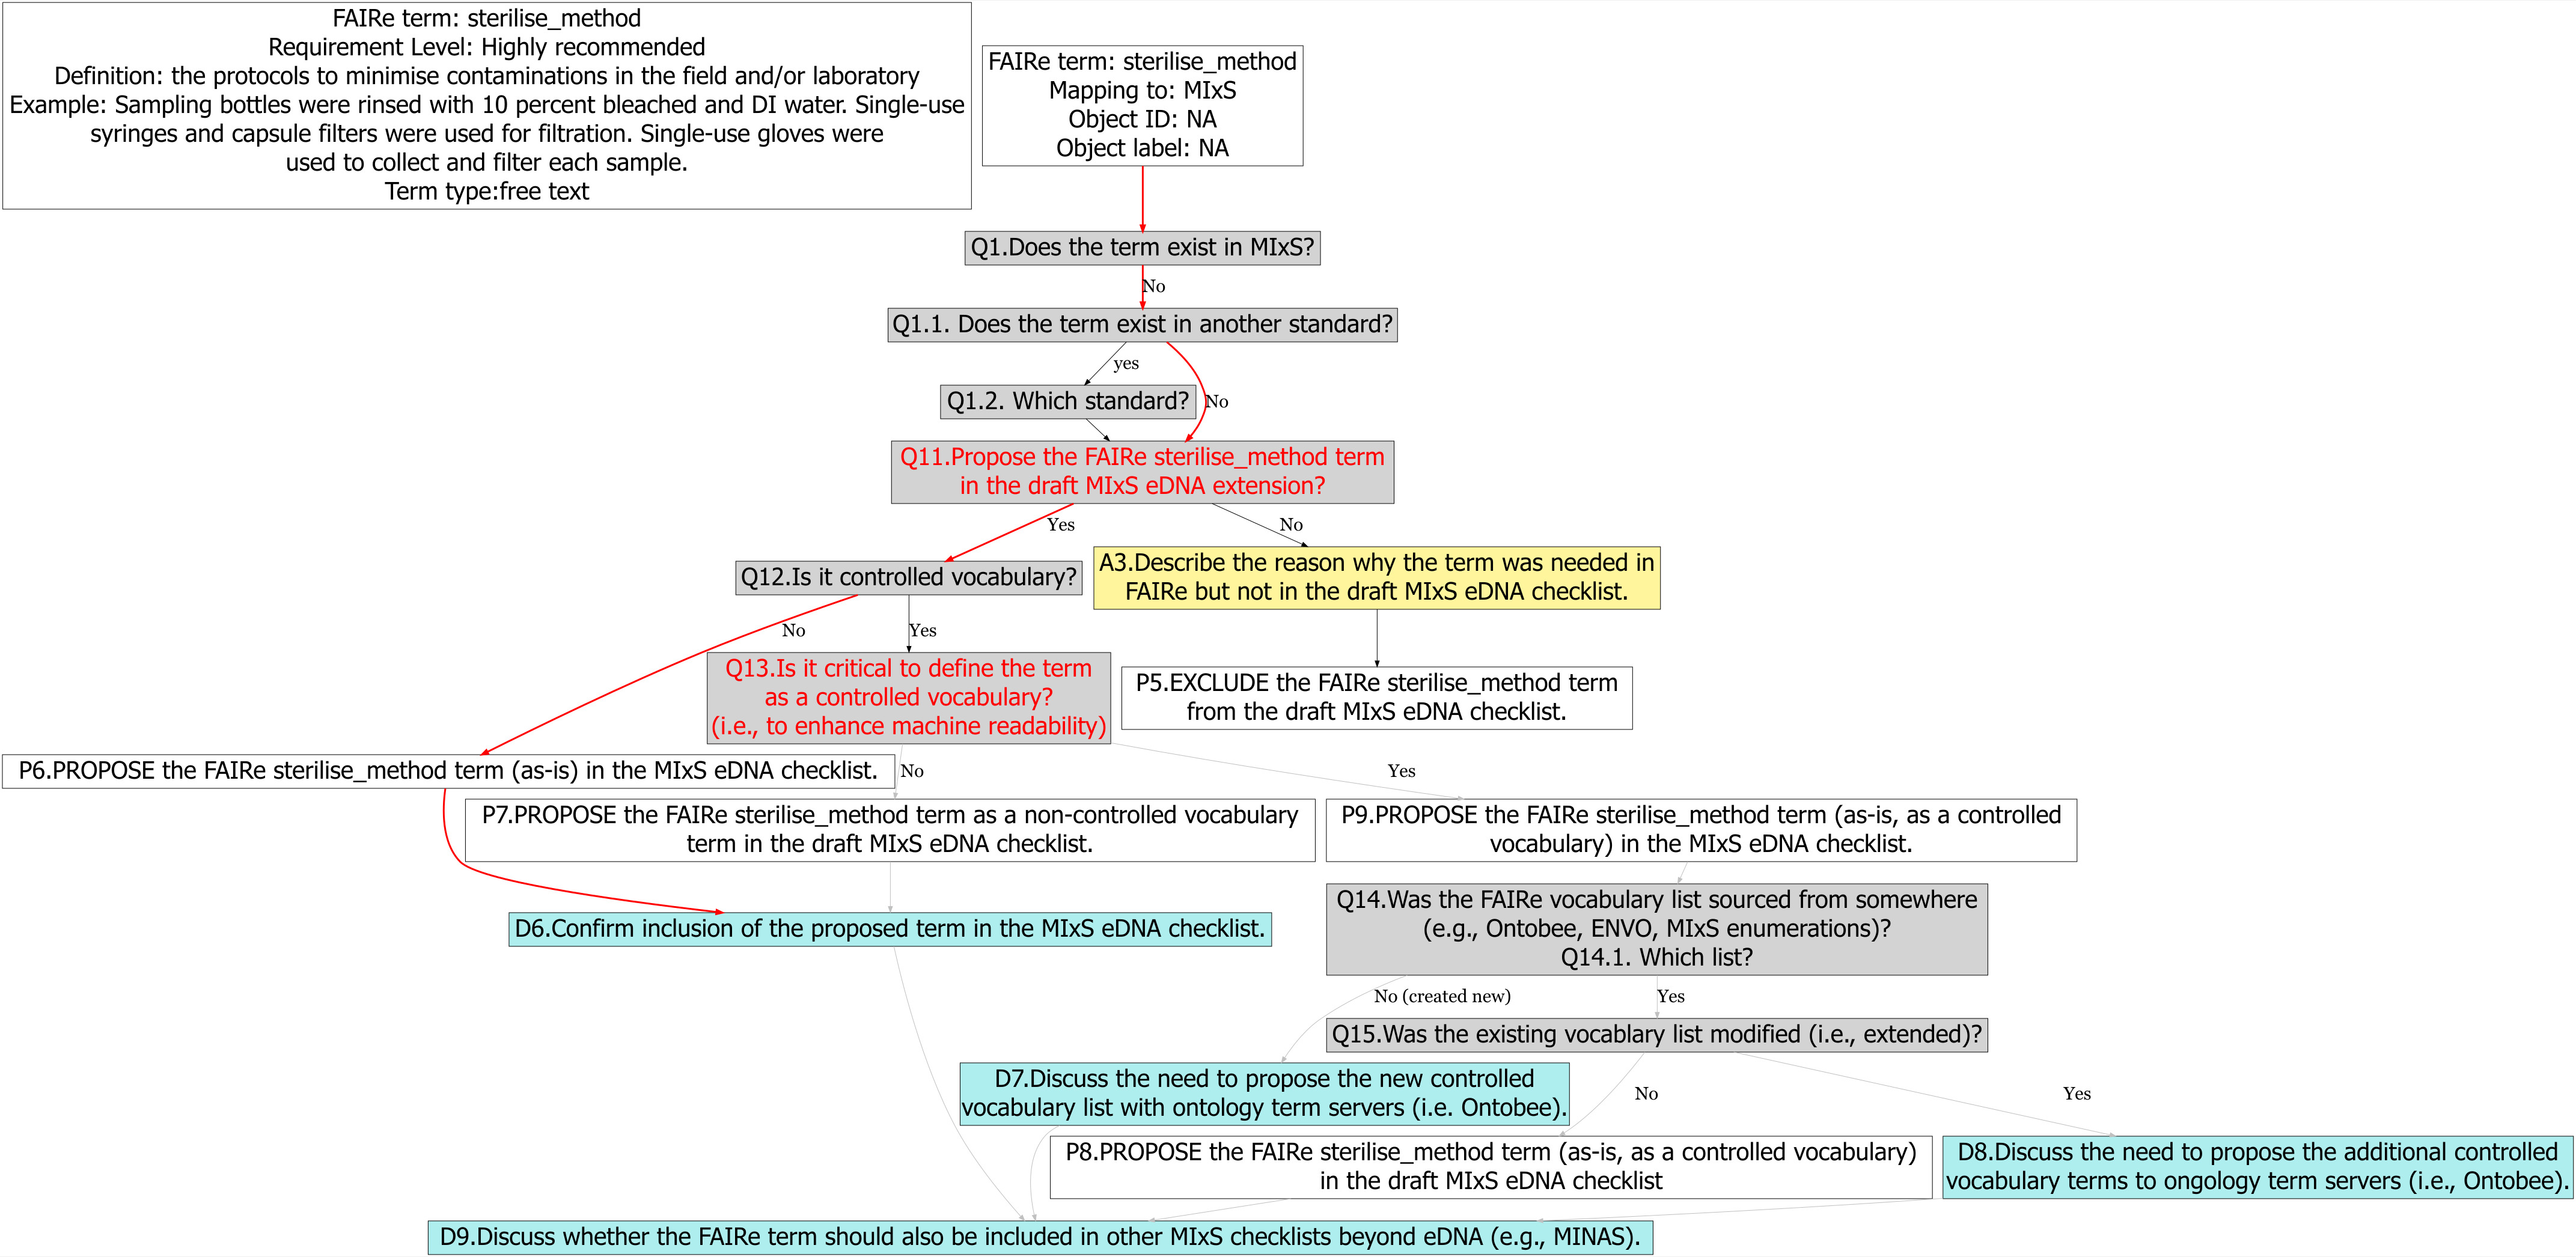 FAIRe term: sterilise_method
Requirement Level: Highly recommended
Definition: the protocols to minimise contaminations in the field and/or laboratory
Example: Sampling bottles were rinsed with 10 percent bleached and DI water. Single-use
syringes and capsule filters were used for filtration. Single-use gloves were
used to collect and filter each sample.
Term type:free text
FAIRe term: sterilise_method
Mapping to: MIxS
Object ID: NA
Object label: NA
Q1.Does the term exist in MIxS?
No
Q1.1. Does the term exist in another standard?
yes
Q1.2. Which standard?
No
Q11.Propose the FAIRe sterilise_method term
in the draft MIxS eDNA extension?
Yes
No
Q12.Is it controlled vocabulary?
A3.Describe the reason why the term was needed in
FAIRe but not in the draft MIxS eDNA checklist.
No
Yes
Q13.Is it critical to define the term
as a controlled vocabulary?
(i.e., to enhance machine readability)
P5.EXCLUDE the FAIRe sterilise_method term
from the draft MIxS eDNA checklist.
P6.PROPOSE the FAIRe sterilise_method term (as-is) in the MIxS eDNA checklist.
No
Yes
P7.PROPOSE the FAIRe sterilise_method term as a non-controlled vocabulary
term in the draft MIxS eDNA checklist.
P9.PROPOSE the FAIRe sterilise_method term (as-is, as a controlled
vocabulary) in the MIxS eDNA checklist.
D6.Confirm inclusion of the proposed term in the MIxS eDNA checklist.
Q14.Was the FAIRe vocabulary list sourced from somewhere
(e.g., Ontobee, ENVO, MIxS enumerations)?
Q14.1. Which list?
No (created new)
Yes
Q15.Was the existing vocablary list modified (i.e., extended)?
D7.Discuss the need to propose the new controlled
vocabulary list with ontology term servers (i.e. Ontobee).
No
Yes
P8.PROPOSE the FAIRe sterilise_method term (as-is, as a controlled vocabulary)
in the draft MIxS eDNA checklist
D8.Discuss the need to propose the additional controlled
vocabulary terms to ongology term servers (i.e., Ontobee).
D9.Discuss whether the FAIRe term should also be included in other MIxS checklists beyond eDNA (e.g., MINAS).